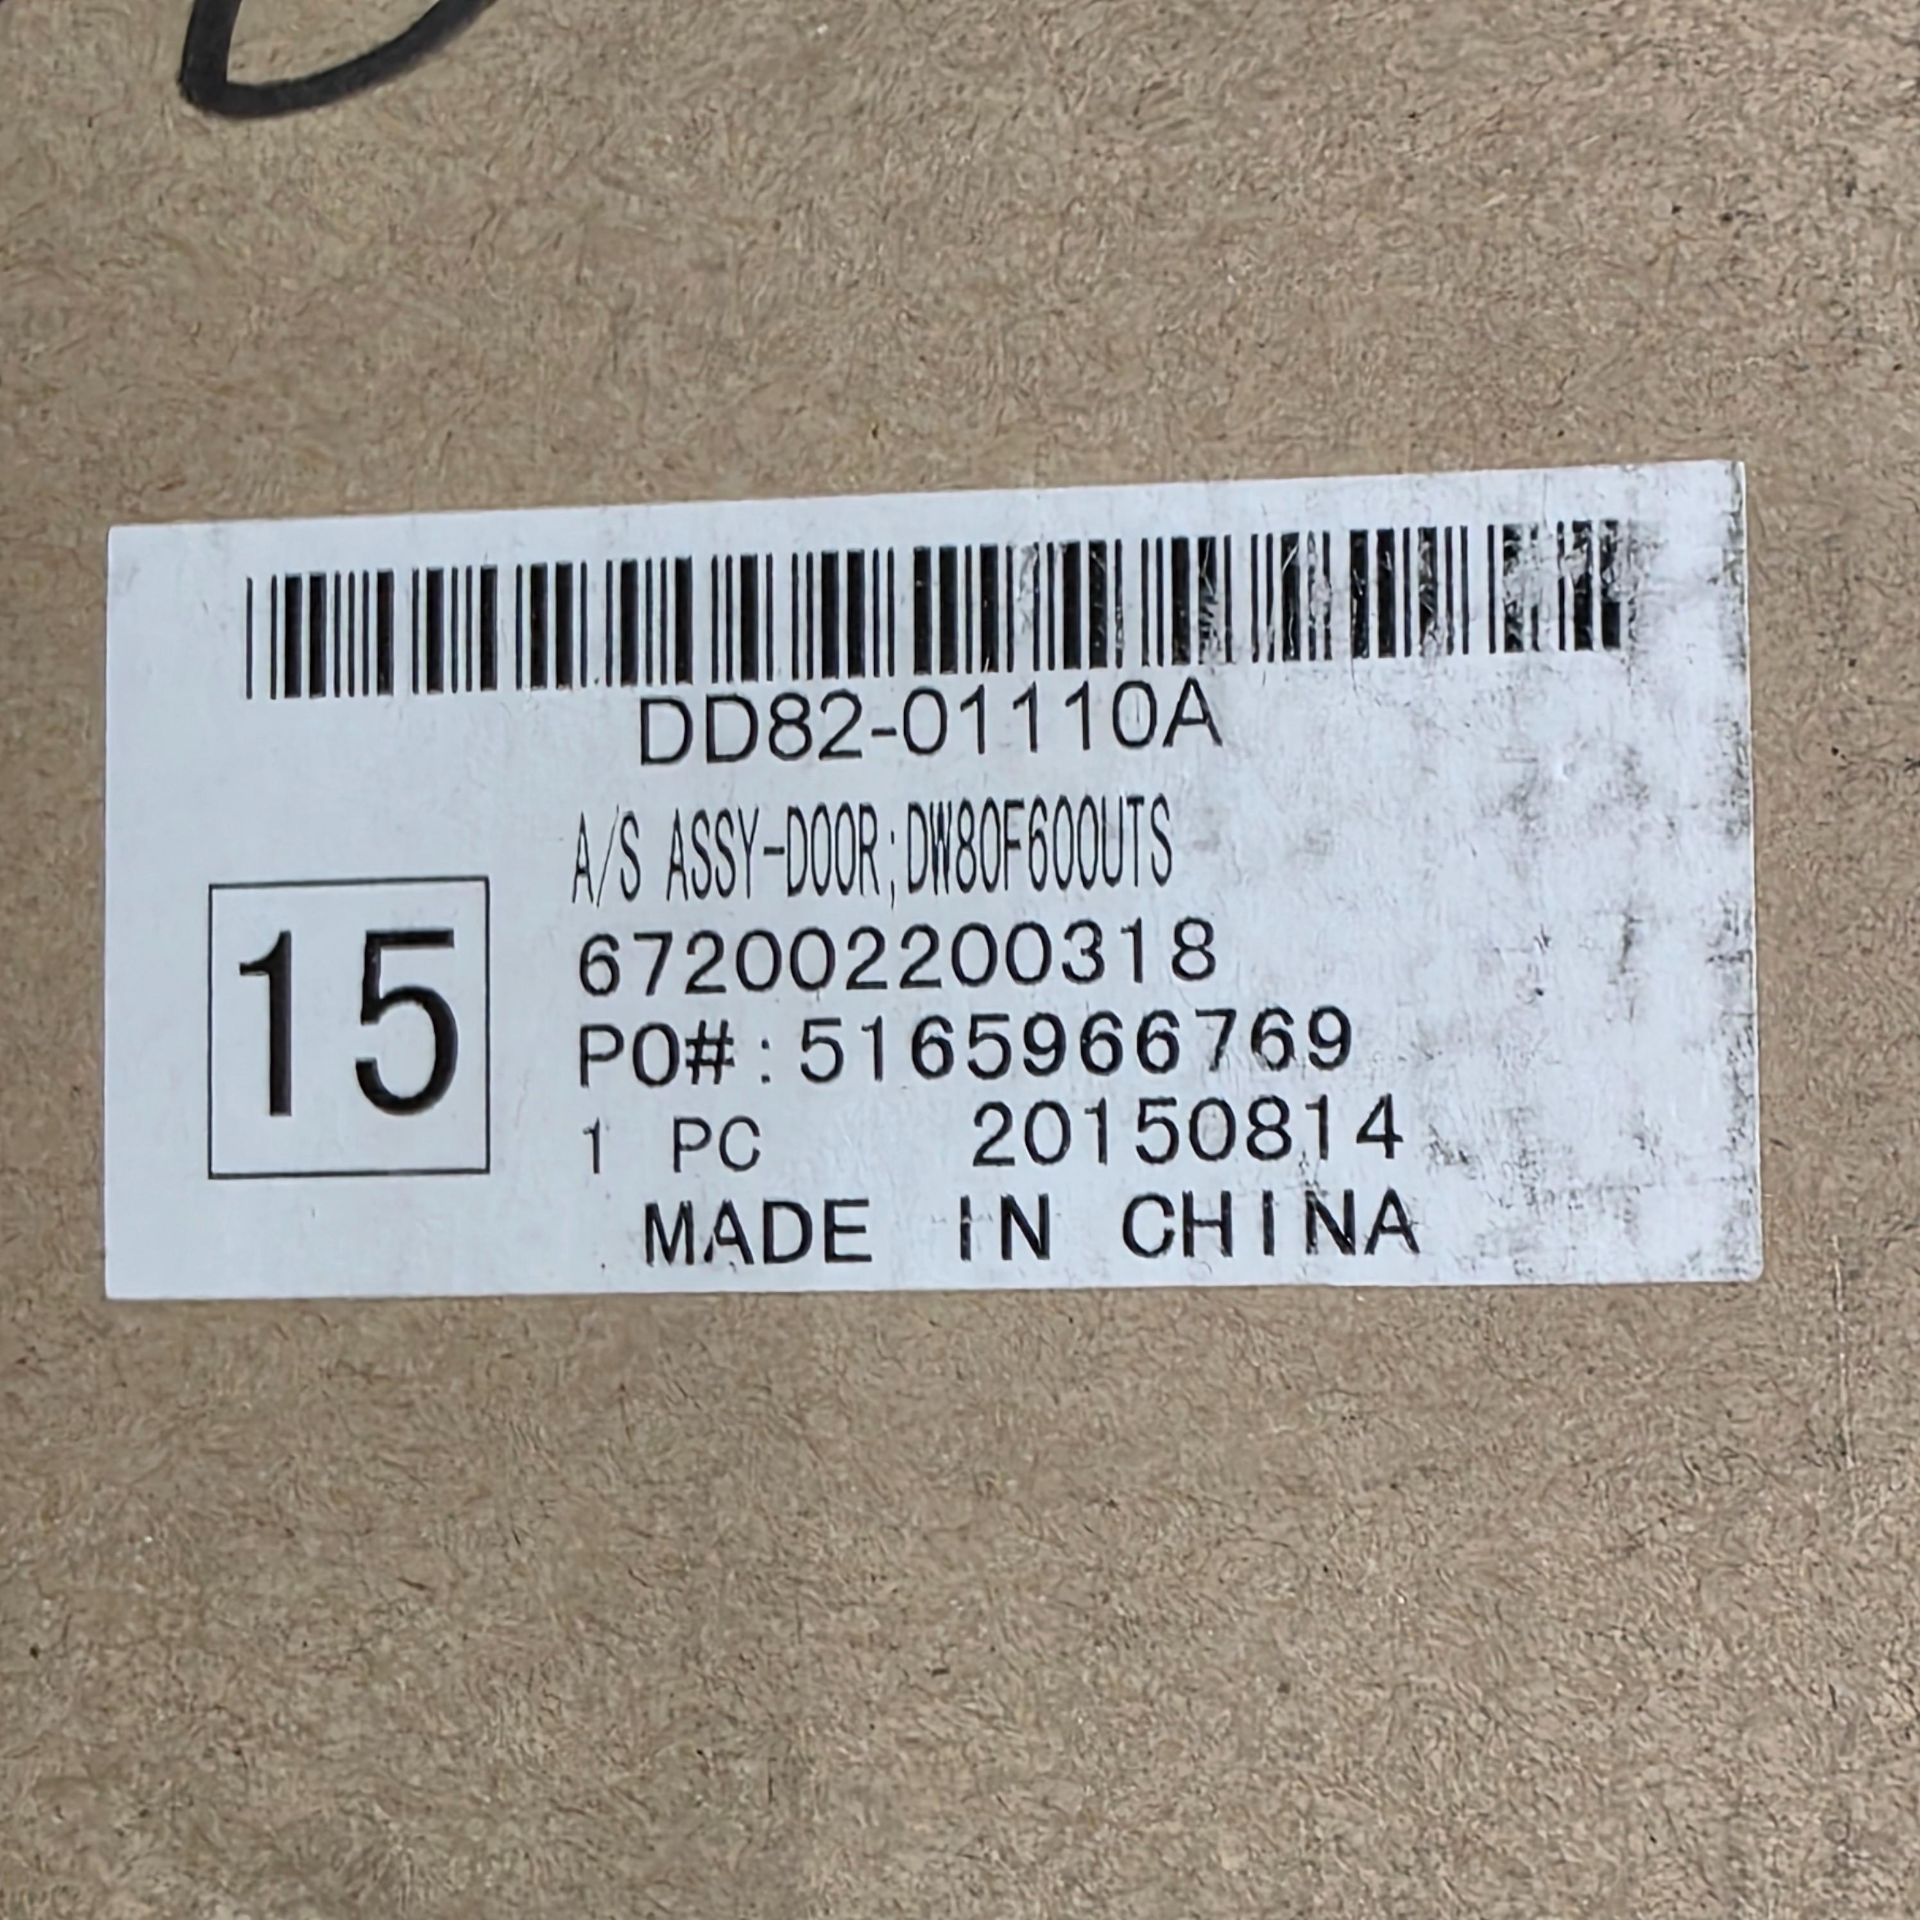 DD82-01110A
A/S ASSY-DOOR;DW80F600UTS
15
672002200318
PO#:5165966769
1 PC 20150814
MADE IN CHINA